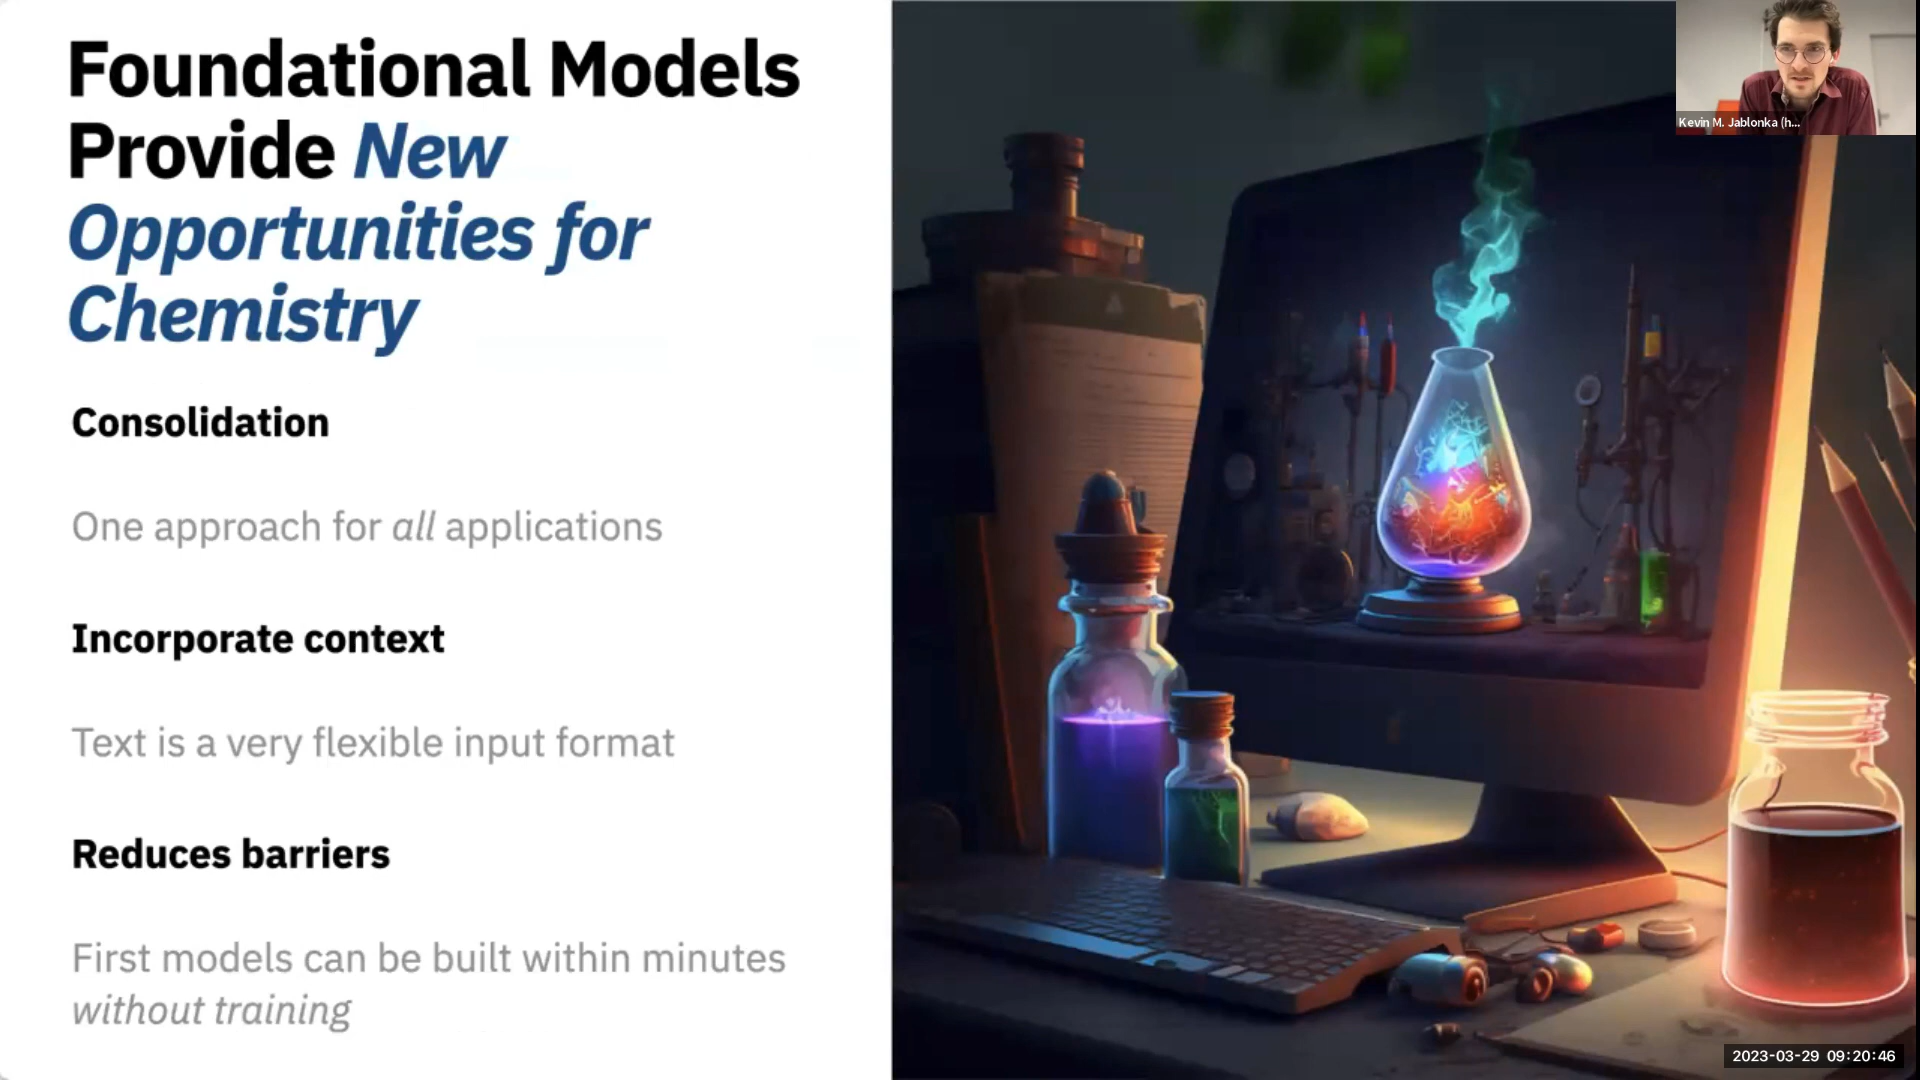 Foundational Models
Provide New
Opportunities for
Chemistry
Consolidation
One approach for all applications
Incorporate context
Text is a very flexible input format
Reduces barriers
First models can be built within minutes
without training
Kevin M. Jablonka (h...
2023-03-29 09:20:46